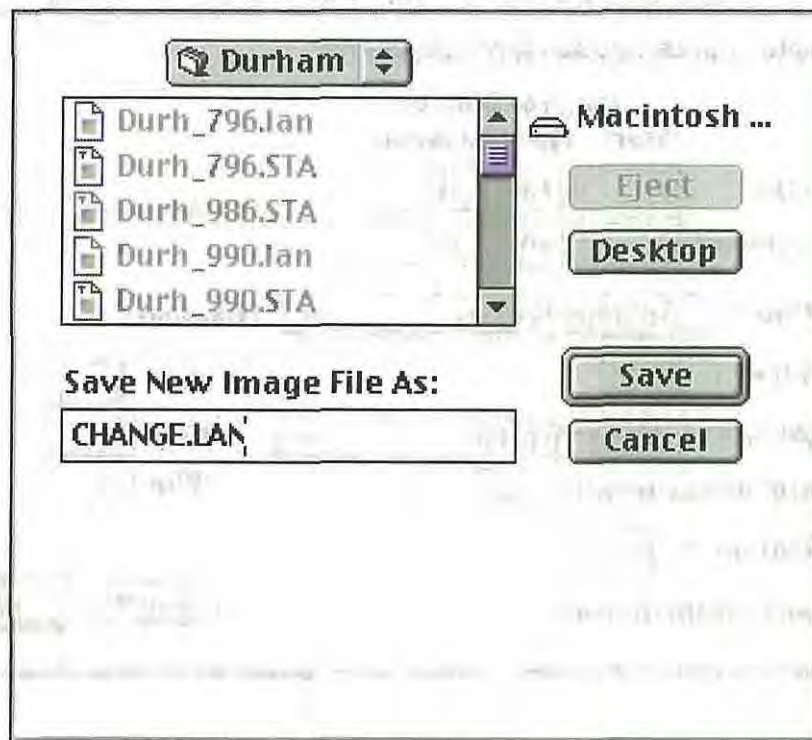 Durham
Durh_796.lan
Durh_796.STA
Durh_986.STA
Durh_990.lan
Durh_990.STA
Macintosh ...
Eject
Desktop
Save New Image File As:
CHANGE.LAN
Save
Cancel